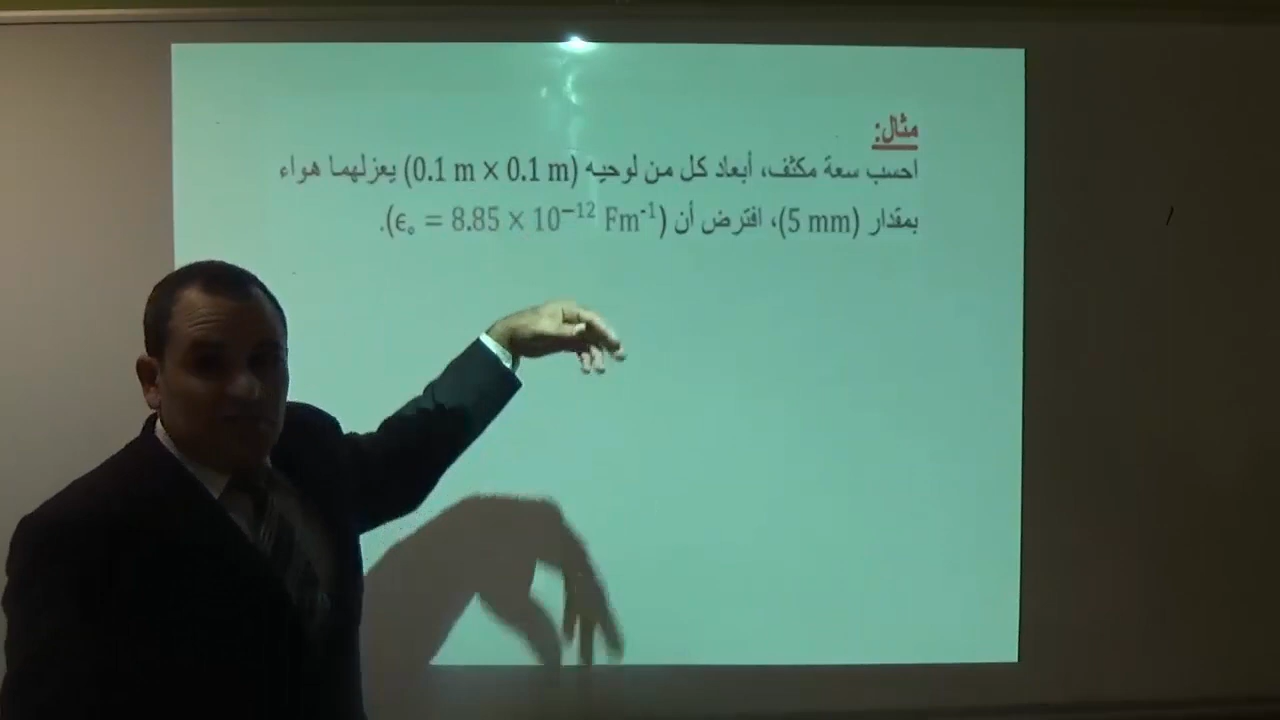 مثال:
احسب سعة مكثف، أبعاد كل من لوحيه (0.1 m × 0.1 m) يعزلهما هواء
بمقدار (5 mm)، افترض أن (ϵ∘ = 8.85 × 10⁻¹² Fm⁻¹).